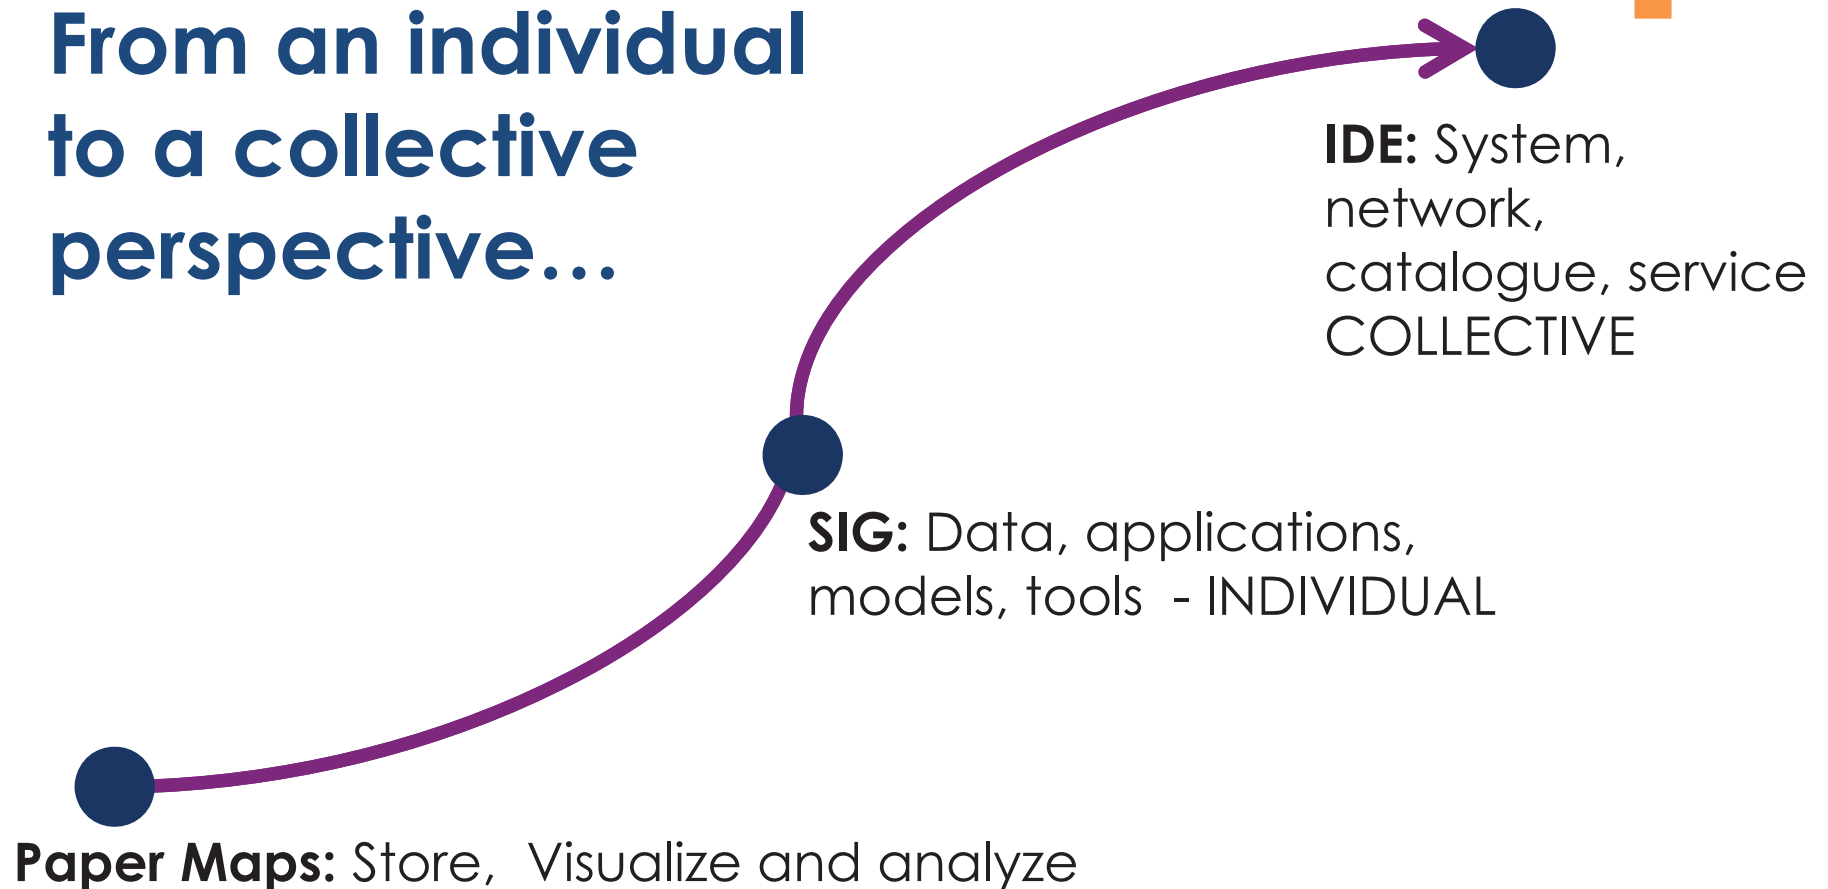 From an individual
to a collective
perspective…
IDE: System,
network,
catalogue, service
COLLECTIVE
SIG: Data, applications,
models, tools - INDIVIDUAL
Paper Maps: Store, Visualize and analyze